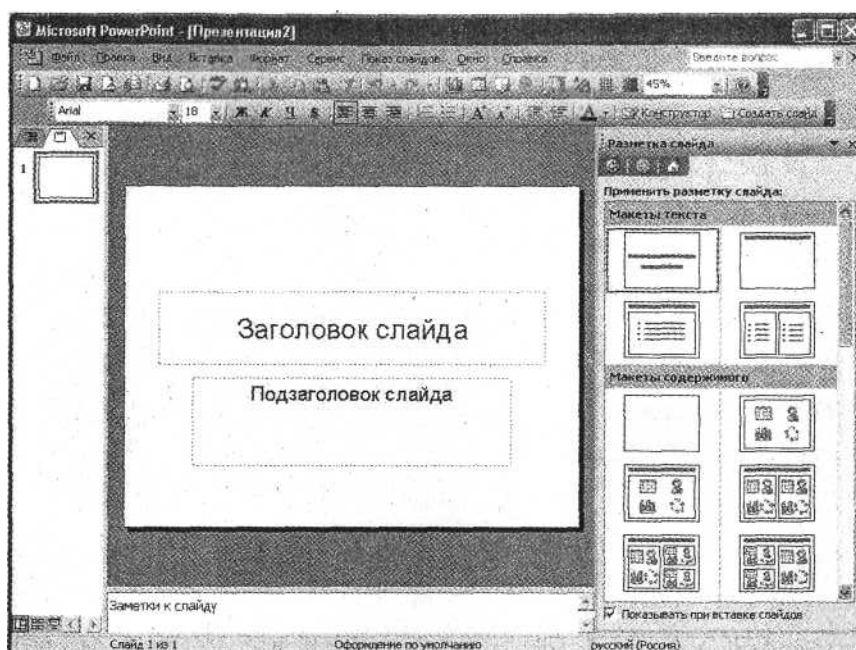 Microsoft PowerPoint - [Презентация2]
Файл Правка Вид Вставка Формат Сервис Показ слайдов Окно Справка Введите вопрос
45%
Arial 18 Ж К Ч S A A A Конструктор Создать слайд
Разметка слайда
1
Применить разметку слайда:
Макеты текста
Заголовок слайда
Подзаголовок слайда
Макеты содержимого
Заметки к слайду
Показывать при вставке слайдов
Слайд 1 из 1 Оформление по умолчанию русский (Россия)